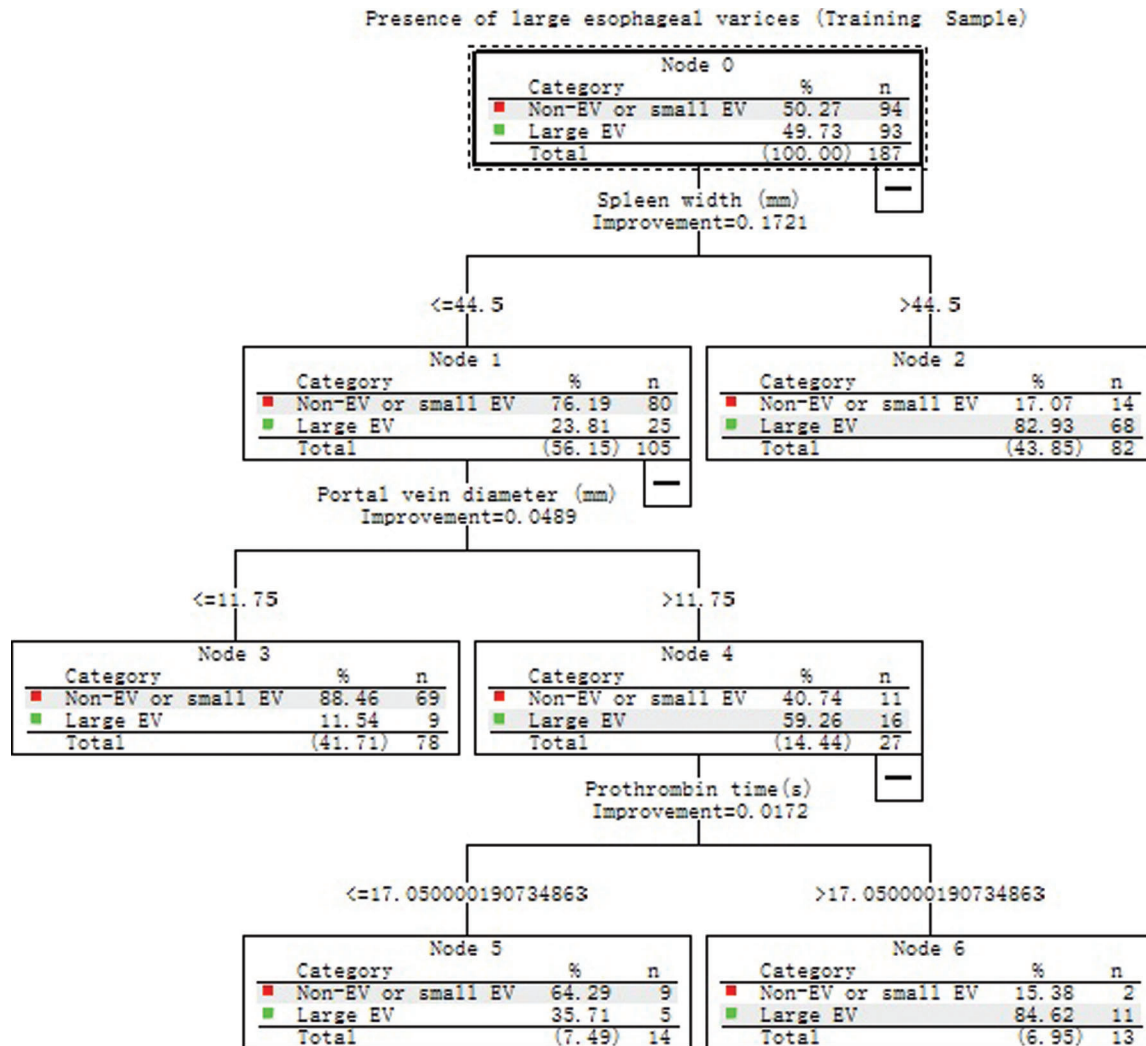 Presence of large esophageal varices (Training Sample)
Node 0
Category % n
Non-EV or small EV 50.27 94
Large EV 49.73 93
Total (100.00) 187
Spleen width (mm)
Improvement=0.1721
<=44.5 >44.5
Node 1
Category % n
Non-EV or small EV 76.19 80
Large EV 23.81 25
Total (56.15) 105
Node 2
Category % n
Non-EV or small EV 17.07 14
Large EV 82.93 68
Total (43.85) 82
Portal vein diameter (mm)
Improvement=0.0489
<=11.75 >11.75
Node 3
Category % n
Non-EV or small EV 88.46 69
Large EV 11.54 9
Total (41.71) 78
Node 4
Category % n
Non-EV or small EV 40.74 11
Large EV 59.26 16
Total (14.44) 27
Prothrombin time(s)
Improvement=0.0172
<=17.0500000190734863 >17.0500000190734863
Node 5
Category % n
Non-EV or small EV 64.29 9
Large EV 35.71 5
Total (7.49) 14
Node 6
Category % n
Non-EV or small EV 15.38 2
Large EV 84.62 11
Total (6.95) 13